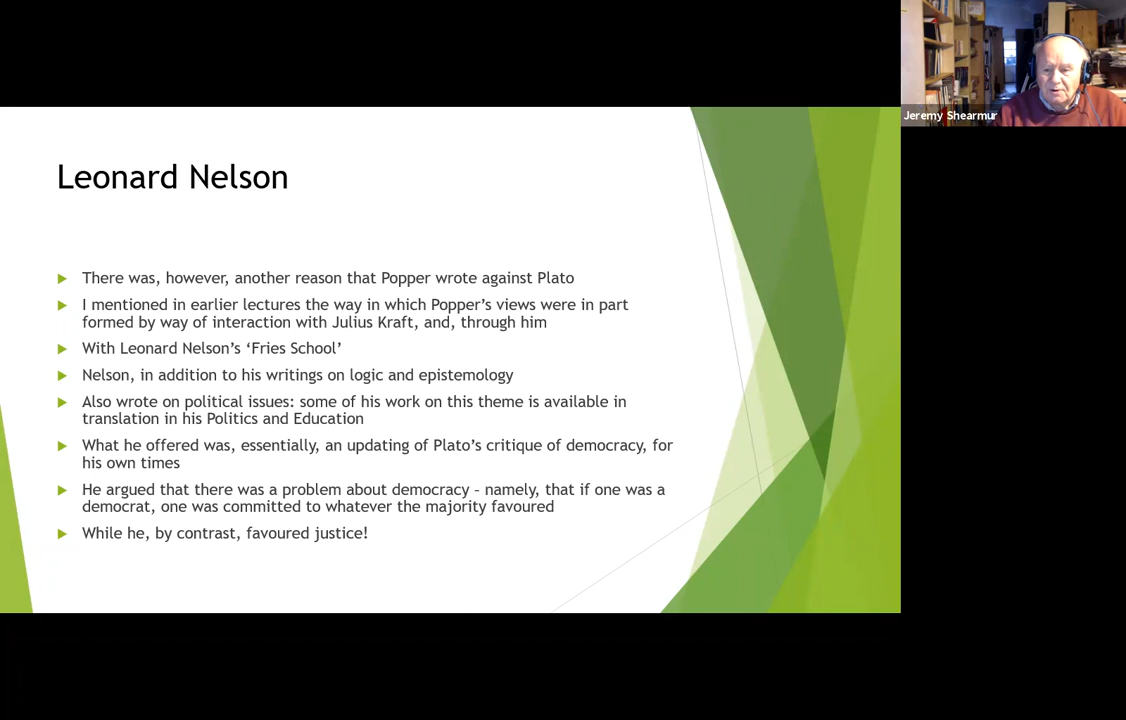 Jeremy Shearmur
Leonard Nelson
There was, however, another reason that Popper wrote against Plato
I mentioned in earlier lectures the way in which Popper's views were in part
formed by way of interaction with Julius Kraft, and, through him
With Leonard Nelson's ‘Fries School’
Nelson, in addition to his writings on logic and epistemology
Also wrote on political issues: some of his work on this theme is available in
translation in his Politics and Education
What he offered was, essentially, an updating of Plato's critique of democracy, for
his own times
He argued that there was a problem about democracy – namely, that if one was a
democrat, one was committed to whatever the majority favoured
While he, by contrast, favoured justice!